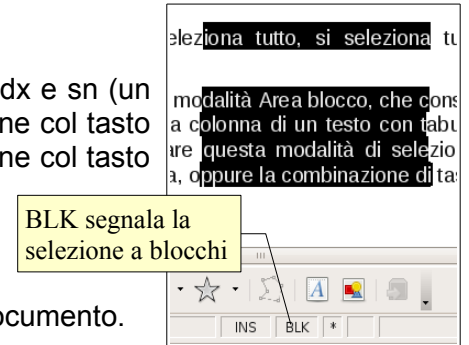 eleziona tutto, si seleziona tu
dx e sn (un
ne col tasto
ne col tasto
modalità Area blocco, che cons
a colonna di un testo con tabu
are questa modalità di selezio
a, oppure la combinazione di tas
BLK segnala la
selezione a blocchi
ocumento.
INS BLK *